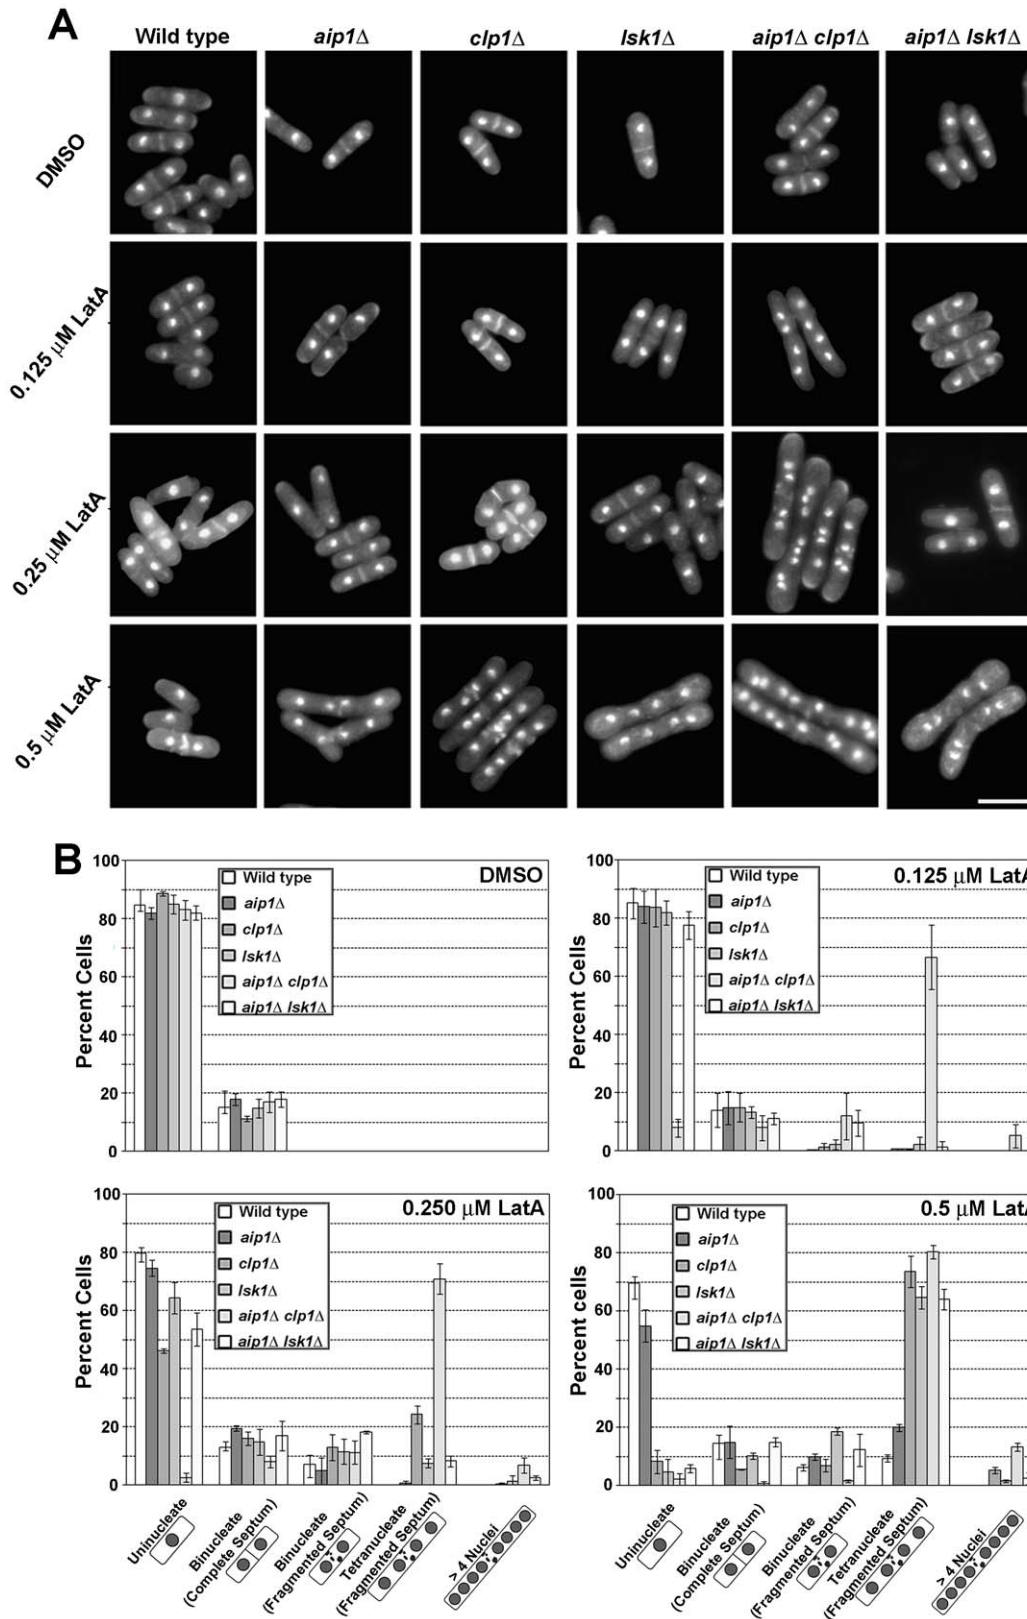 A
Wild type aip1Δ clp1Δ lsk1Δ aip1Δ clp1Δ aip1Δ lsk1Δ
DMSO
0.125 μM LatA
0.25 μM LatA
0.5 μM LatA
B
DMSO
Percent Cells
100
80
60
40
20
0
Wild type
aip1Δ
clp1Δ
lsk1Δ
aip1Δ clp1Δ
aip1Δ lsk1Δ
0.125 μM LatA
Percent Cells
100
80
60
40
20
0
Wild type
aip1Δ
clp1Δ
lsk1Δ
aip1Δ clp1Δ
aip1Δ lsk1Δ
0.250 μM LatA
Percent Cells
100
80
60
40
20
0
Wild type
aip1Δ
clp1Δ
lsk1Δ
aip1Δ clp1Δ
aip1Δ lsk1Δ
Uninucleate
Binucleate
(Complete Septum)
Binucleate
(Fragmented Septum)
Tetranucleate
(Fragmented Septum)
> 4 Nuclei
0.5 μM LatA
Percent Cells
100
80
60
40
20
0
Wild type
aip1Δ
clp1Δ
lsk1Δ
aip1Δ clp1Δ
aip1Δ lsk1Δ
Uninucleate
Binucleate
(Complete Septum)
Binucleate
(Fragmented Septum)
Tetranucleate
(Fragmented Septum)
> 4 Nuclei